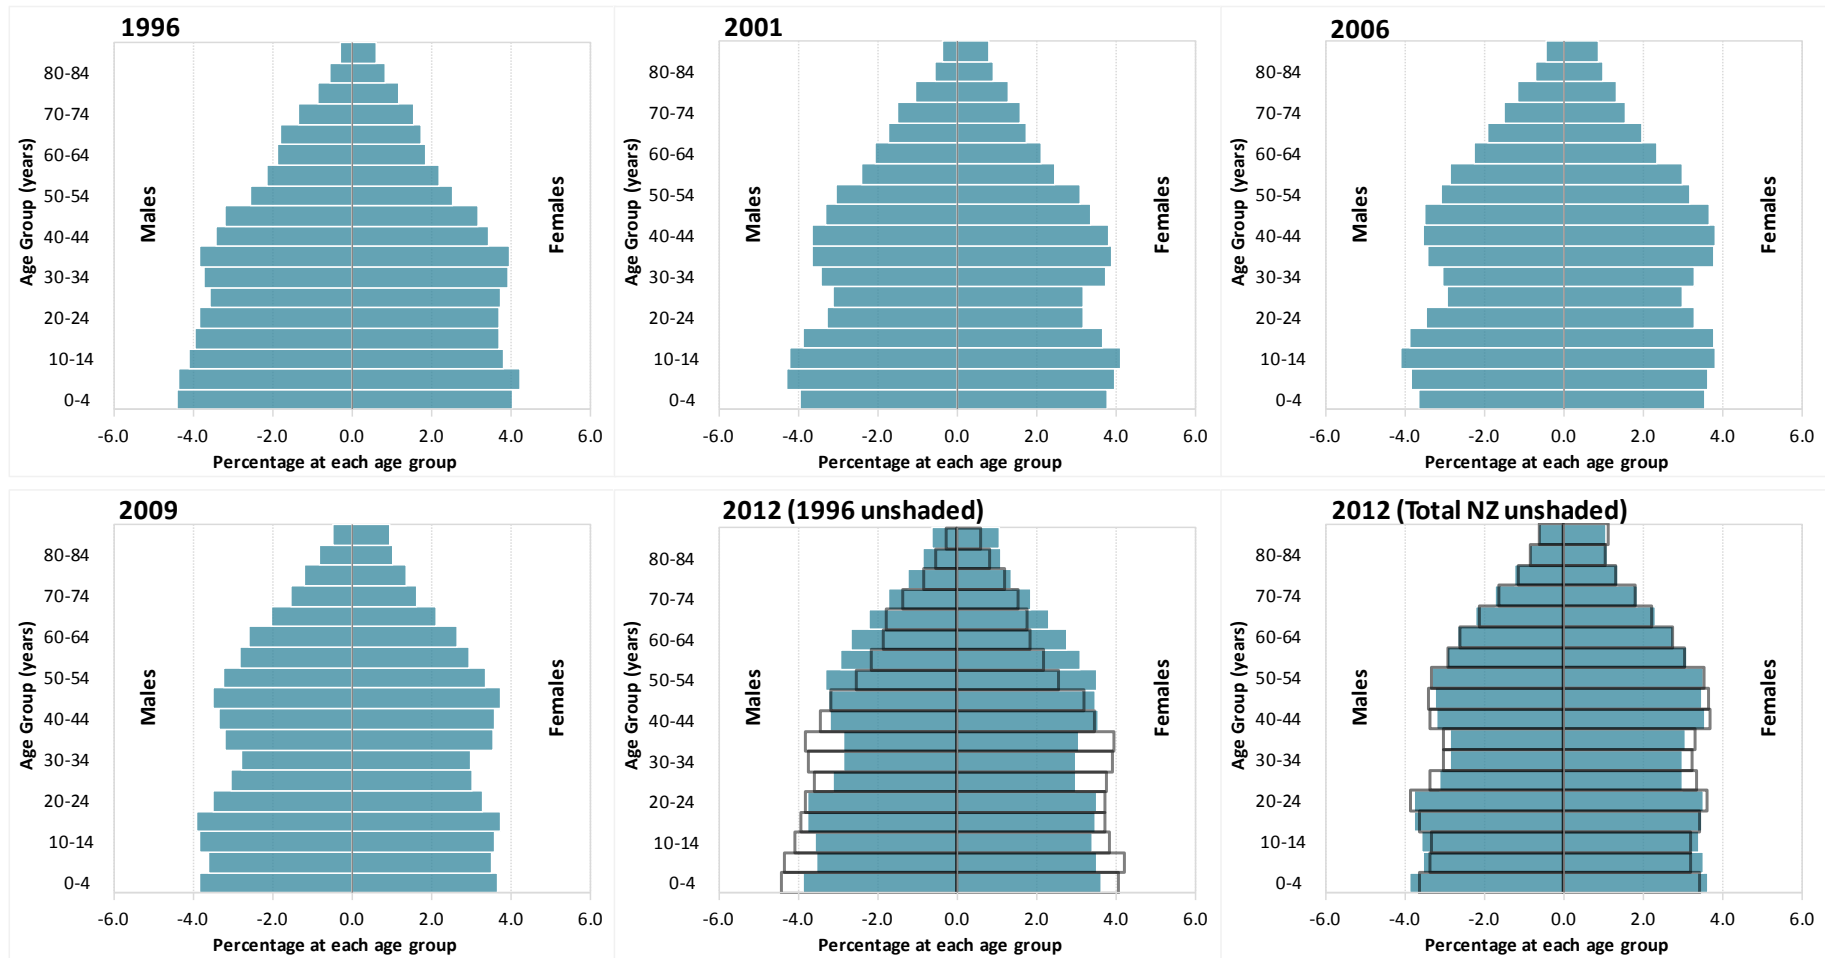 1996
Age Group (years)
80-84
70-74
60-64
50-54
40-44
30-34
20-24
10-14
0-4
Males
Females
-6.0 -4.0 -2.0 0.0 2.0 4.0 6.0
Percentage at each age group
2001
Age Group (years)
80-84
70-74
60-64
50-54
40-44
30-34
20-24
10-14
0-4
Males
Females
-6.0 -4.0 -2.0 0.0 2.0 4.0 6.0
Percentage at each age group
2006
Age Group (years)
80-84
70-74
60-64
50-54
40-44
30-34
20-24
10-14
0-4
Males
Females
-6.0 -4.0 -2.0 0.0 2.0 4.0 6.0
Percentage at each age group
2009
Age Group (years)
80-84
70-74
60-64
50-54
40-44
30-34
20-24
10-14
0-4
Males
Females
-6.0 -4.0 -2.0 0.0 2.0 4.0 6.0
Percentage at each age group
2012 (1996 unshaded)
Age Group (years)
80-84
70-74
60-64
50-54
40-44
30-34
20-24
10-14
0-4
Males
Females
-6.0 -4.0 -2.0 0.0 2.0 4.0 6.0
Percentage at each age group
2012 (Total NZ unshaded)
Age Group (years)
80-84
70-74
60-64
50-54
40-44
30-34
20-24
10-14
0-4
Males
Females
-6.0 -4.0 -2.0 0.0 2.0 4.0 6.0
Percentage at each age group